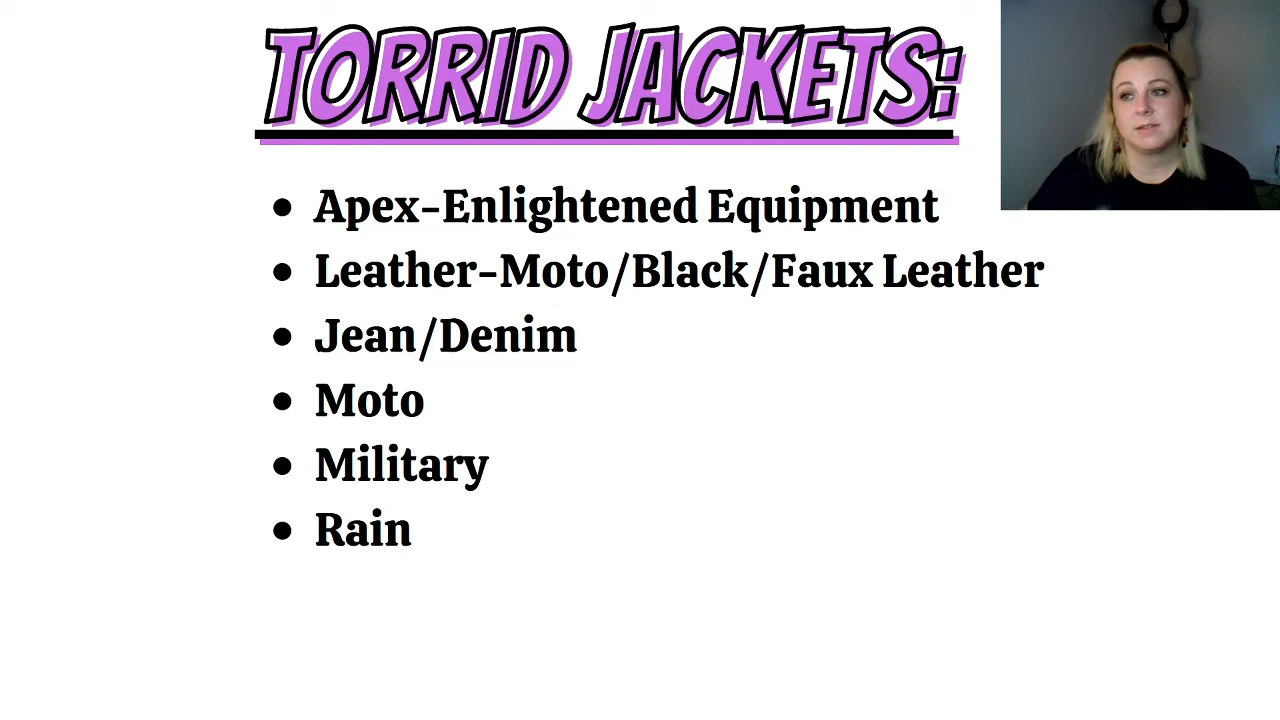 TORRID JACKETS:
• Apex-Enlightened Equipment
• Leather-Moto/Black/Faux Leather
• Jean/Denim
• Moto
• Military
• Rain